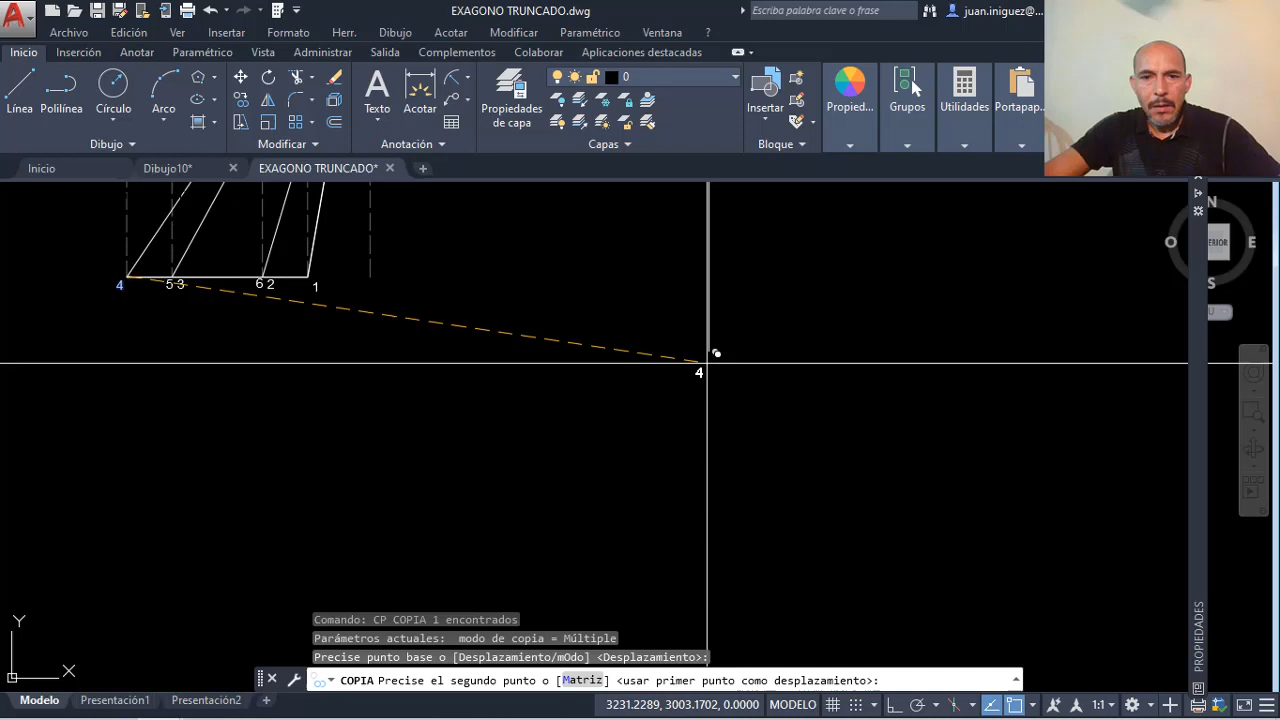 EXAGONO TRUNCADO.dwg
Escriba palabra clave o frase
juan.iniguez@...
Archivo Edición Ver Insertar Formato Herr. Dibujo Acotar Modificar Paramétrico Ventana ?
Inicio Inserción Anotar Paramétrico Vista Administrar Salida Complementos Colaborar Aplicaciones destacadas
0
Línea Polilínea Círculo Arco
Texto Acotar
Propiedades de capa
Insertar
Propied... Grupos Utilidades Portapap...
Dibujo Modificar Anotación Capas Bloque
Inicio Dibujo10* EXAGONO TRUNCADO*
N
O ERIOR E
S
4 5 3 6 2 1
4
Comando: CP COPIA 1 encontrados
Parámetros actuales: modo de copia = Múltiple
Precise punto base o [Desplazamiento/mOdo] <Desplazamiento>:
COPIA Precise el segundo punto o [Matriz] <usar primer punto como desplazamiento>:
Y
X
PROPIEDADES
Modelo Presentación1 Presentación2 +
3231.2289, 3003.1702, 0.0000 MODELO
1:1